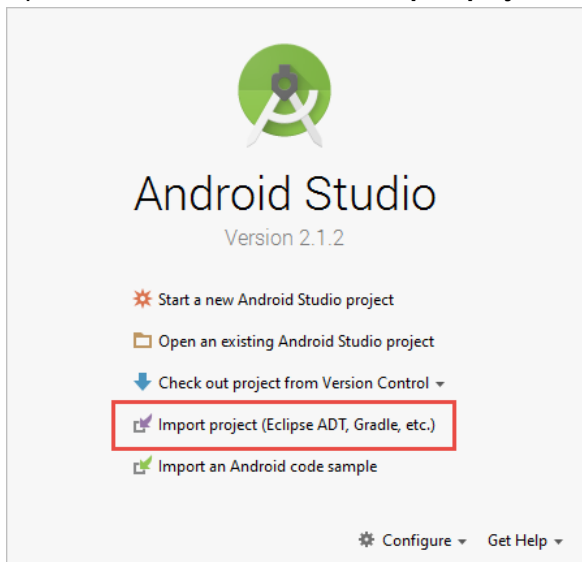 Android Studio
Version 2.1.2
Start a new Android Studio project
Open an existing Android Studio project
Check out project from Version Control
Import project (Eclipse ADT, Gradle, etc.)
Import an Android code sample
Configure Get Help